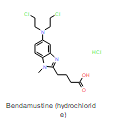 Cl
Cl
N
HCl
N
N
OH
O
Bendamustine (hydrochlorid
e)